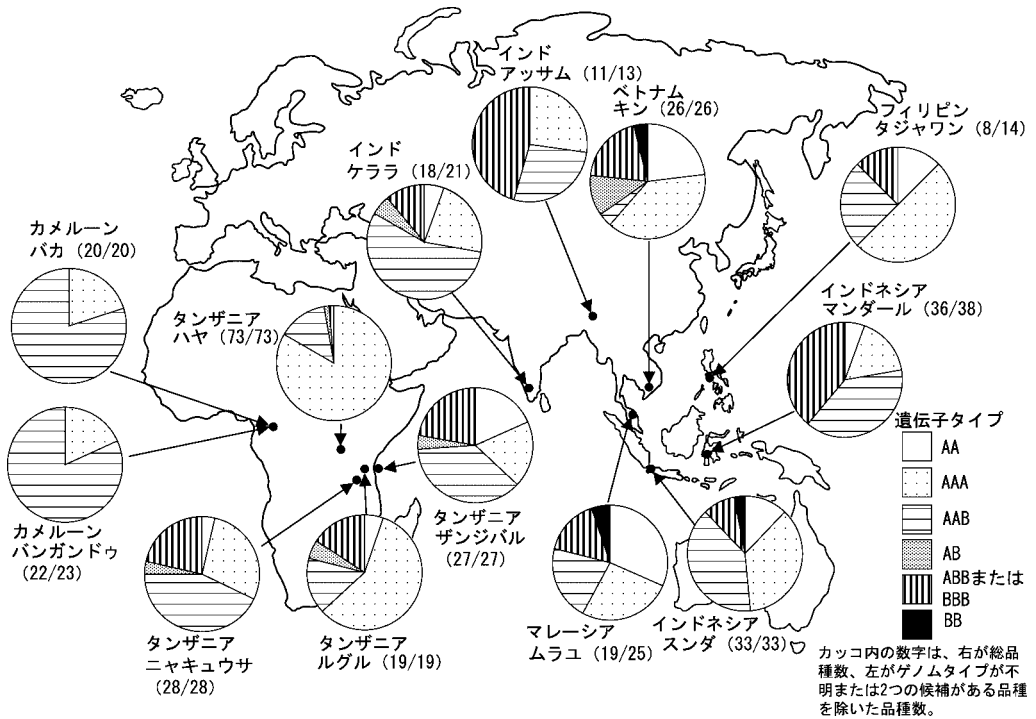 インド
アッサム (11/13)
ベトナム
キン (26/26)
フィリピン
タジャワン (8/14)
インド
ケララ (18/21)
カメルーン
バカ (20/20)
タンザニア
ハヤ (73/73)
インドネシア
マンダール (36/38)
遺伝子タイプ
AA
AAA
AAB
AB
ABBまたは
BBB
BB
カメルーン
バンガンドゥ
(22/23)
タンザニア
ザンジバル
(27/27)
タンザニア
ニャキュウサ
(28/28)
タンザニア
ルグル (19/19)
マレーシア
ムラユ (19/25)
インドネシア
スンダ (33/33)
カッコ内の数字は、右が総品
種数、左がゲノムタイプが不
明または2つの候補がある品種
を除いた品種数。